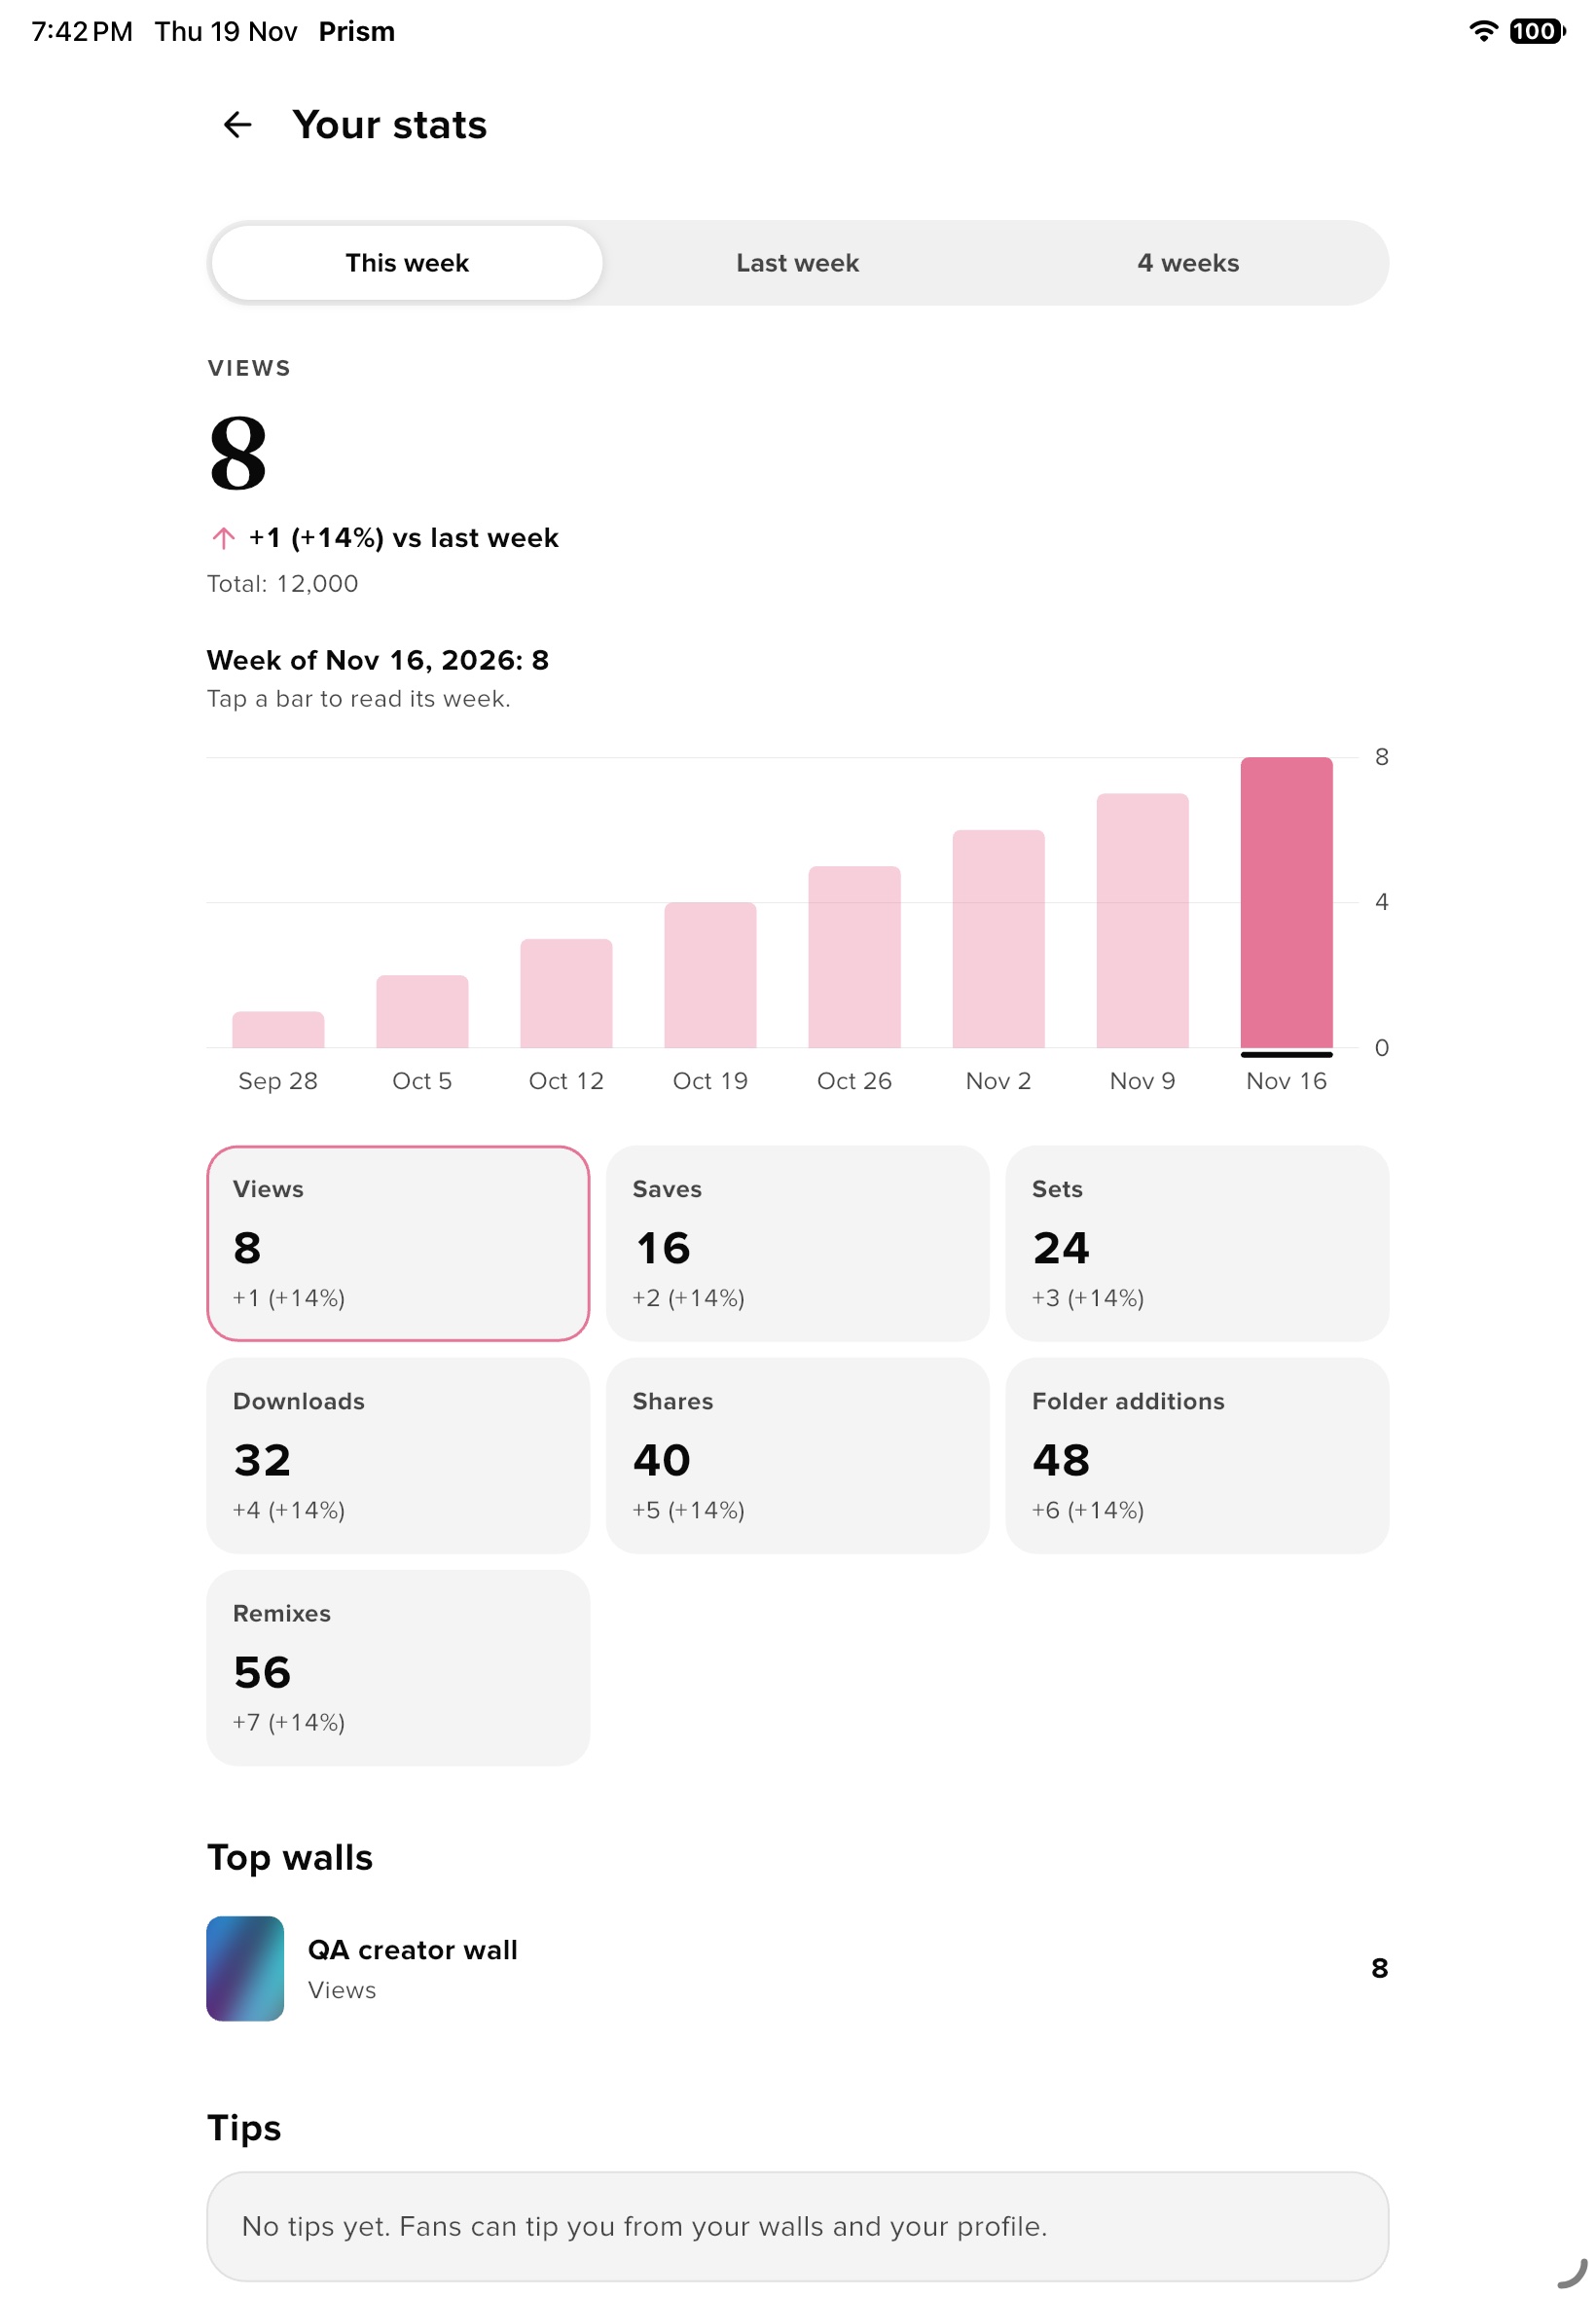 7:42 PM Thu 19 Nov Prism
100
Your stats
This week
Last week
4 weeks
VIEWS
8
+1 (+14%) vs last week
Total: 12,000
Week of Nov 16, 2026: 8
Tap a bar to read its week.
8
4
0
Sep 28
Oct 5
Oct 12
Oct 19
Oct 26
Nov 2
Nov 9
Nov 16
Views
8
+1 (+14%)
Saves
16
+2 (+14%)
Sets
24
+3 (+14%)
Downloads
32
+4 (+14%)
Shares
40
+5 (+14%)
Folder additions
48
+6 (+14%)
Remixes
56
+7 (+14%)
Top walls
QA creator wall
Views
8
Tips
No tips yet. Fans can tip you from your walls and your profile.